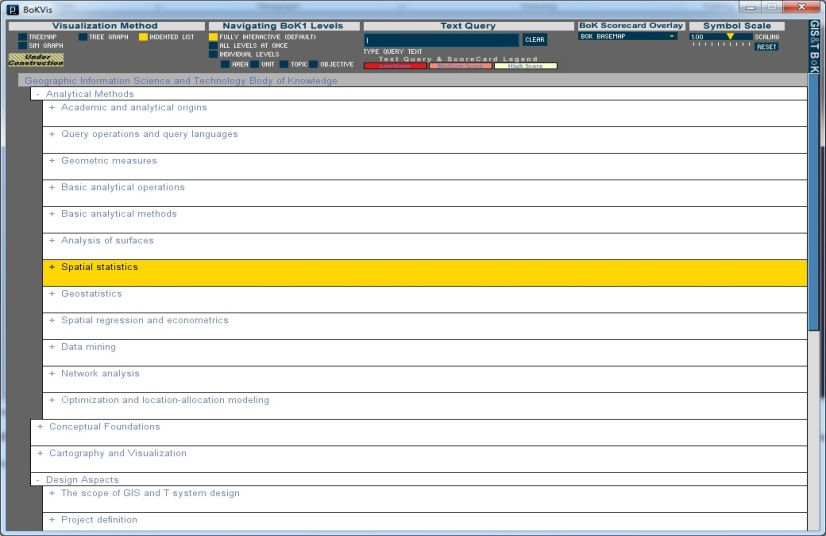 BoKVis
Visualization Method
TREEMAP
TREE GRAPH
INDENTED LIST
SIM GRAPH
Under
Construction
Navigating BoK1 Levels
FULLY INTERACTIVE (DEFAULT)
ALL LEVELS AT ONCE
INDIVIDUAL LEVELS
AREA
UNIT
TOPIC
OBJECTIVE
Text Query
CLEAR
TYPE QUERY TEXT
Text Query & ScoreCard Legend
Low Score
Medium Score
High Score
BoK Scorecard Overlay
BOK BASEMAP
Symbol Scale
1.00
SCALING
RESET
GIS&T BoK
Geographic Information Science and Technology Body of Knowledge
- Analytical Methods
+ Academic and analytical origins
+ Query operations and query languages
+ Geometric measures
+ Basic analytical operations
+ Basic analytical methods
+ Analysis of surfaces
+ Spatial statistics
+ Geostatistics
+ Spatial regression and econometrics
+ Data mining
+ Network analysis
+ Optimization and location-allocation modeling
+ Conceptual Foundations
+ Cartography and Visualization
- Design Aspects
+ The scope of GIS and T system design
+ Project definition